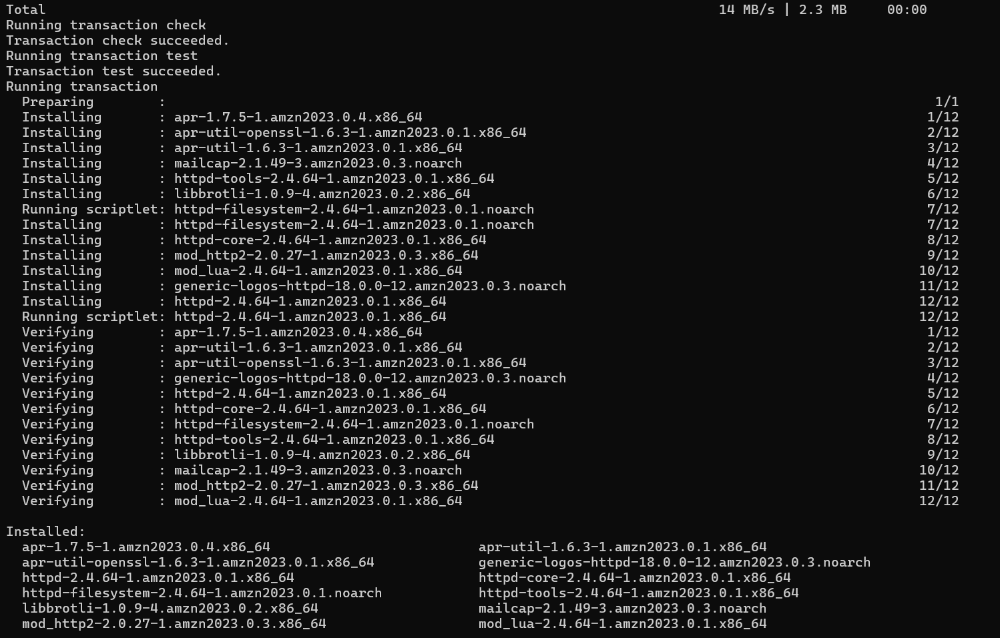 Total 14 MB/s | 2.3 MB 00:00
Running transaction check
Transaction check succeeded.
Running transaction test
Transaction test succeeded.
Running transaction
Preparing : 1/1
Installing : apr-1.7.5-1.amzn2023.0.4.x86_64 1/12
Installing : apr-util-openssl-1.6.3-1.amzn2023.0.1.x86_64 2/12
Installing : apr-util-1.6.3-1.amzn2023.0.1.x86_64 3/12
Installing : mailcap-2.1.49-3.amzn2023.0.3.noarch 4/12
Installing : httpd-tools-2.4.64-1.amzn2023.0.1.x86_64 5/12
Installing : libbrotli-1.0.9-4.amzn2023.0.2.x86_64 6/12
Running scriptlet: httpd-filesystem-2.4.64-1.amzn2023.0.1.noarch 7/12
Installing : httpd-filesystem-2.4.64-1.amzn2023.0.1.noarch 7/12
Installing : httpd-core-2.4.64-1.amzn2023.0.1.x86_64 8/12
Installing : mod_http2-2.0.27-1.amzn2023.0.3.x86_64 9/12
Installing : mod_lua-2.4.64-1.amzn2023.0.1.x86_64 10/12
Installing : generic-logos-httpd-18.0.0-12.amzn2023.0.3.noarch 11/12
Installing : httpd-2.4.64-1.amzn2023.0.1.x86_64 12/12
Running scriptlet: httpd-2.4.64-1.amzn2023.0.1.x86_64 12/12
Verifying : apr-1.7.5-1.amzn2023.0.4.x86_64 1/12
Verifying : apr-util-1.6.3-1.amzn2023.0.1.x86_64 2/12
Verifying : apr-util-openssl-1.6.3-1.amzn2023.0.1.x86_64 3/12
Verifying : generic-logos-httpd-18.0.0-12.amzn2023.0.3.noarch 4/12
Verifying : httpd-2.4.64-1.amzn2023.0.1.x86_64 5/12
Verifying : httpd-core-2.4.64-1.amzn2023.0.1.x86_64 6/12
Verifying : httpd-filesystem-2.4.64-1.amzn2023.0.1.noarch 7/12
Verifying : httpd-tools-2.4.64-1.amzn2023.0.1.x86_64 8/12
Verifying : libbrotli-1.0.9-4.amzn2023.0.2.x86_64 9/12
Verifying : mailcap-2.1.49-3.amzn2023.0.3.noarch 10/12
Verifying : mod_http2-2.0.27-1.amzn2023.0.3.x86_64 11/12
Verifying : mod_lua-2.4.64-1.amzn2023.0.1.x86_64 12/12
Installed:
apr-1.7.5-1.amzn2023.0.4.x86_64 apr-util-1.6.3-1.amzn2023.0.1.x86_64
apr-util-openssl-1.6.3-1.amzn2023.0.1.x86_64 generic-logos-httpd-18.0.0-12.amzn2023.0.3.noarch
httpd-2.4.64-1.amzn2023.0.1.x86_64 httpd-core-2.4.64-1.amzn2023.0.1.x86_64
httpd-filesystem-2.4.64-1.amzn2023.0.1.noarch httpd-tools-2.4.64-1.amzn2023.0.1.x86_64
libbrotli-1.0.9-4.amzn2023.0.2.x86_64 mailcap-2.1.49-3.amzn2023.0.3.noarch
mod_http2-2.0.27-1.amzn2023.0.3.x86_64 mod_lua-2.4.64-1.amzn2023.0.1.x86_64